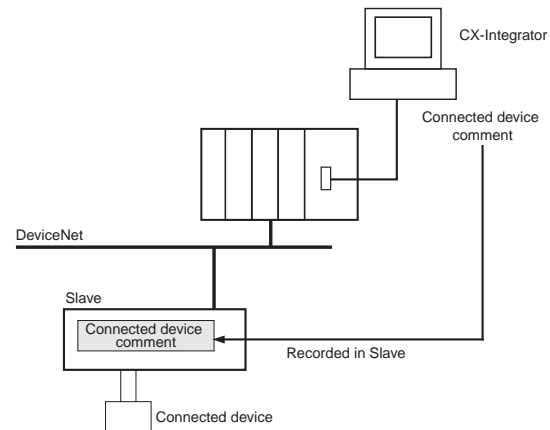 CX-Integrator
Connected device
comment
DeviceNet
Slave
Connected device
comment
Recorded in Slave
Connected device